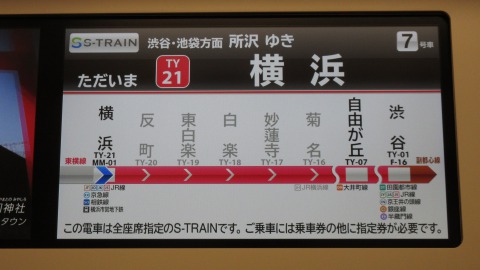 S-TRAIN 渋谷・池袋方面 所沢 ゆき 7号車
ただいま TY 21 横浜
横浜 反町 東白楽 白楽 妙蓮寺 菊名 自由が丘 渋谷
TY-21 TY-20 TY-19 TY-18 TY-17 TY-16 TY-07 TY-01
MM-01 F-16
東横線 副都心線
JR線 JR横浜線 大井町線 田園都市線
京急線 JR線
相鉄線 京王井の頭線
横浜市営地下鉄 銀座線
半蔵門線
この電車は全座席指定のS-TRAINです。ご乗車には乗車券の他に指定券が必要です。
神社
タウン